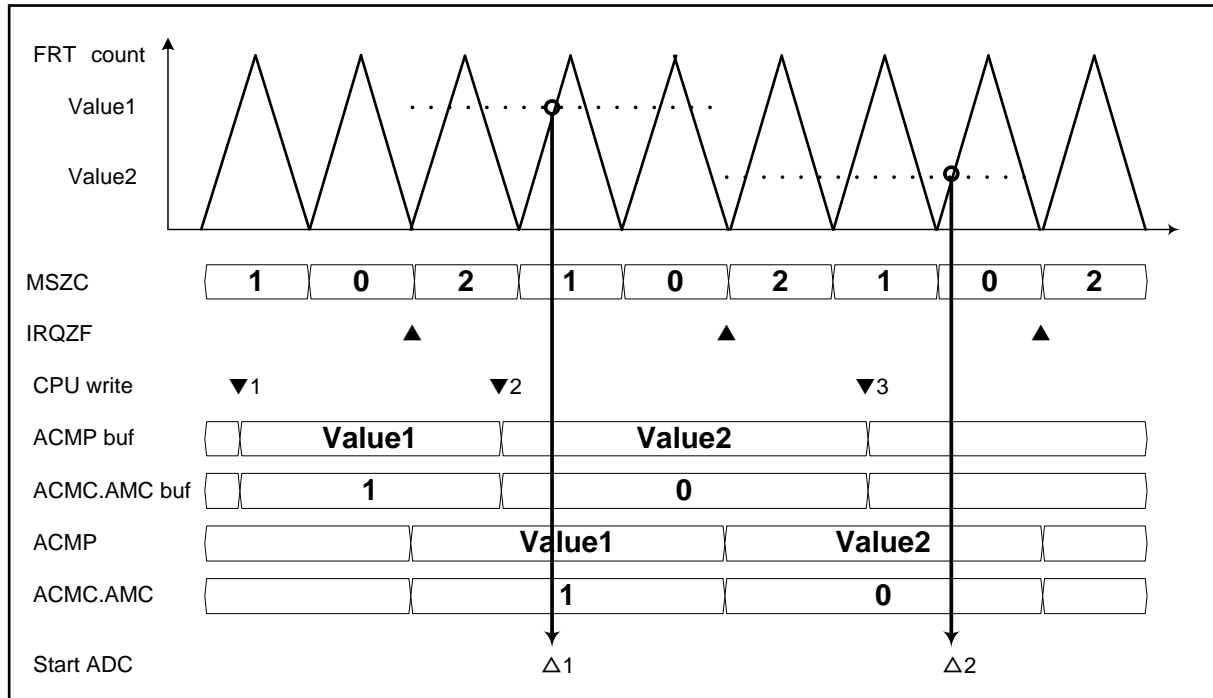 FRT count
Value1
Value2
MSZC 1 0 2 1 0 2 1 0 2
IRQZF ▲ ▲ ▲
CPU write ▼1 ▼2 ▼3
ACMP buf Value1 Value2
ACMC.AMC buf 1 0
ACMP Value1 Value2
ACMC.AMC 1 0
Start ADC △1 △2